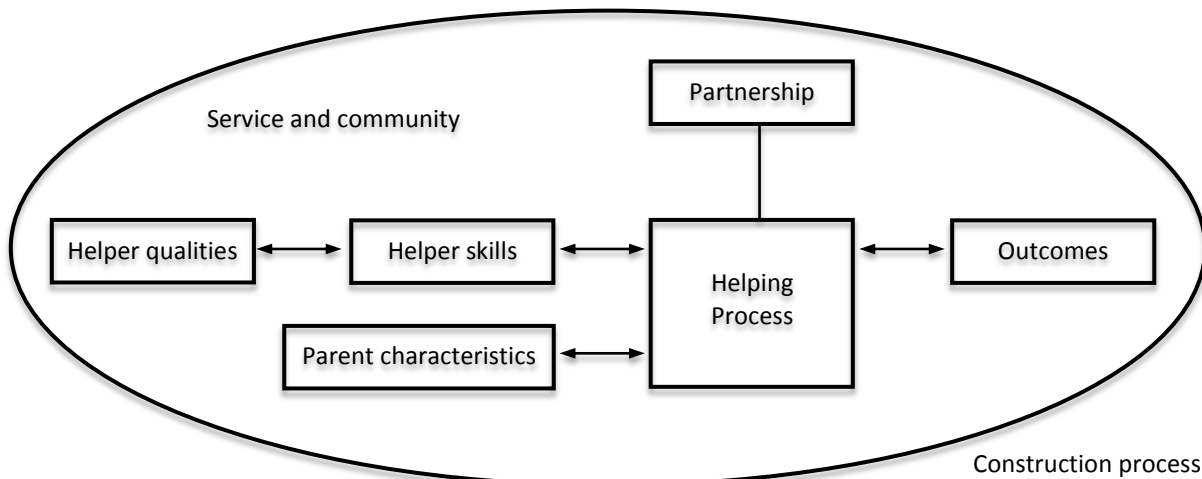 Partnership
Service and community
Helper qualities
Helper skills
Helping
Process
Outcomes
Parent characteristics
Construction process